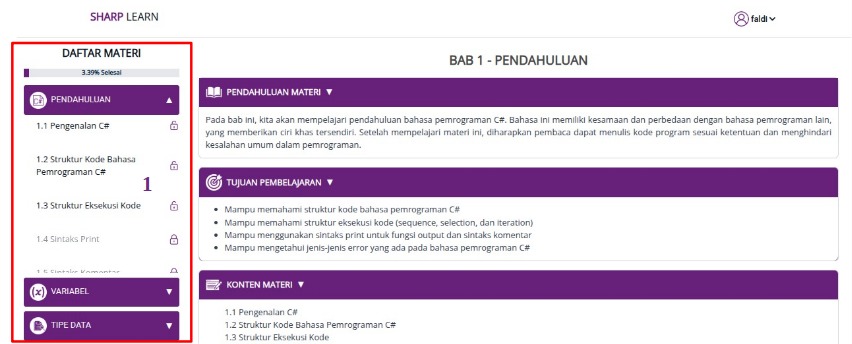 SHARP LEARN
faldi
DAFTAR MATERI
3.39% Selesai
PENDAHULUAN
1.1 Pengenalan C#
1.2 Struktur Kode Bahasa
Pemrograman C#
1
1.3 Struktur Eksekusi Kode
1.4 Sintaks Print
1.5 Sintaks Komentar
VARIABEL
TIPE DATA
BAB 1 - PENDAHULUAN
PENDAHULUAN MATERI ▼
Pada bab ini, kita akan mempelajari pendahuluan bahasa pemrograman C#. Bahasa ini memiliki kesamaan dan perbedaan dengan bahasa pemrograman lain,
yang memberikan ciri khas tersendiri. Setelah mempelajari materi ini, diharapkan pembaca dapat menulis kode program sesuai ketentuan dan menghindari
kesalahan umum dalam pemrograman.
TUJUAN PEMBELAJARAN ▼
• Mampu memahami struktur kode bahasa pemrograman C#
• Mampu memahami struktur eksekusi kode (sequence, selection, dan iteration)
• Mampu menggunakan sintaks print untuk fungsi output dan sintaks komentar
• Mampu mengetahui jenis-jenis error yang ada pada bahasa pemrograman C#
KONTEN MATERI ▼
1.1 Pengenalan C#
1.2 Struktur Kode Bahasa Pemrograman C#
1.3 Struktur Eksekusi Kode